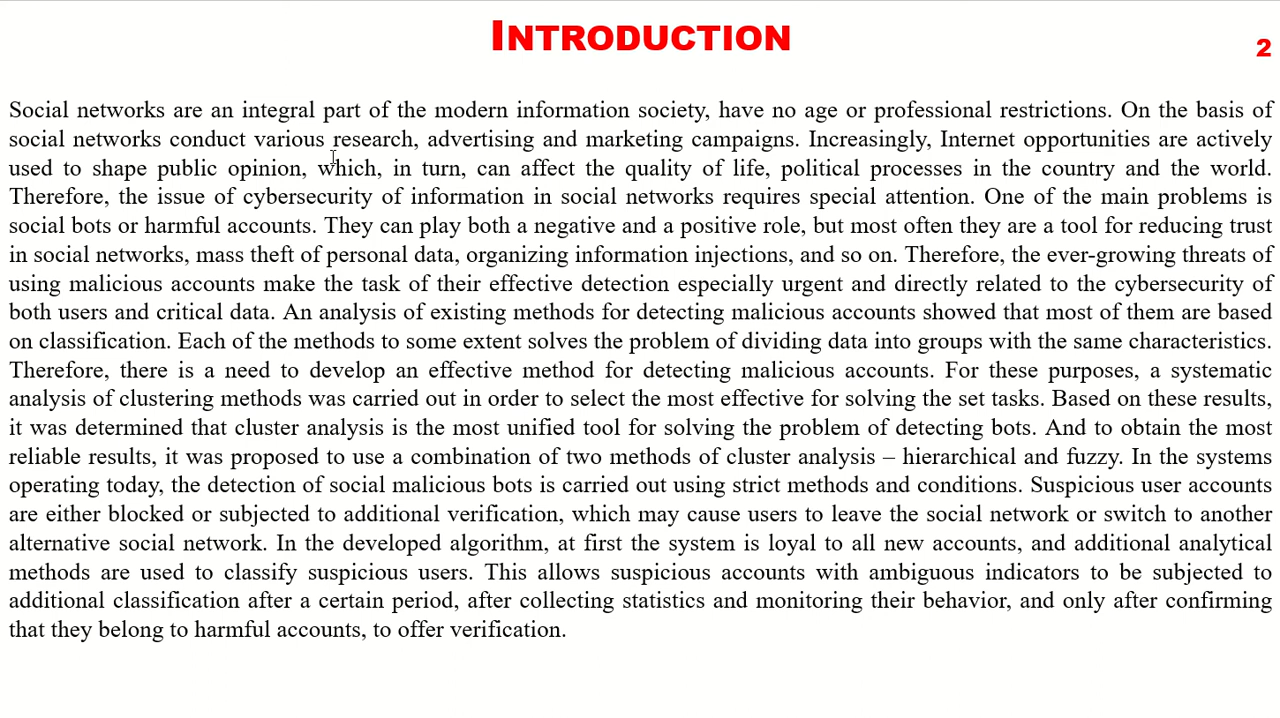 INTRODUCTION
2
Social networks are an integral part of the modern information society, have no age or professional restrictions. On the basis of
social networks conduct various research, advertising and marketing campaigns. Increasingly, Internet opportunities are actively
used to shape public opinion, which, in turn, can affect the quality of life, political processes in the country and the world.
Therefore, the issue of cybersecurity of information in social networks requires special attention. One of the main problems is
social bots or harmful accounts. They can play both a negative and a positive role, but most often they are a tool for reducing trust
in social networks, mass theft of personal data, organizing information injections, and so on. Therefore, the ever-growing threats of
using malicious accounts make the task of their effective detection especially urgent and directly related to the cybersecurity of
both users and critical data. An analysis of existing methods for detecting malicious accounts showed that most of them are based
on classification. Each of the methods to some extent solves the problem of dividing data into groups with the same characteristics.
Therefore, there is a need to develop an effective method for detecting malicious accounts. For these purposes, a systematic
analysis of clustering methods was carried out in order to select the most effective for solving the set tasks. Based on these results,
it was determined that cluster analysis is the most unified tool for solving the problem of detecting bots. And to obtain the most
reliable results, it was proposed to use a combination of two methods of cluster analysis – hierarchical and fuzzy. In the systems
operating today, the detection of social malicious bots is carried out using strict methods and conditions. Suspicious user accounts
are either blocked or subjected to additional verification, which may cause users to leave the social network or switch to another
alternative social network. In the developed algorithm, at first the system is loyal to all new accounts, and additional analytical
methods are used to classify suspicious users. This allows suspicious accounts with ambiguous indicators to be subjected to
additional classification after a certain period, after collecting statistics and monitoring their behavior, and only after confirming
that they belong to harmful accounts, to offer verification.